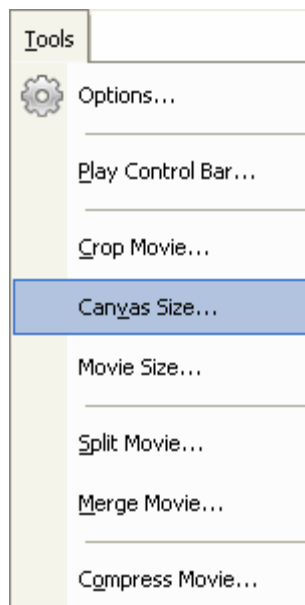 Tools
Options...
Play Control Bar...
Crop Movie...
Canvas Size...
Movie Size...
Split Movie...
Merge Movie...
Compress Movie...